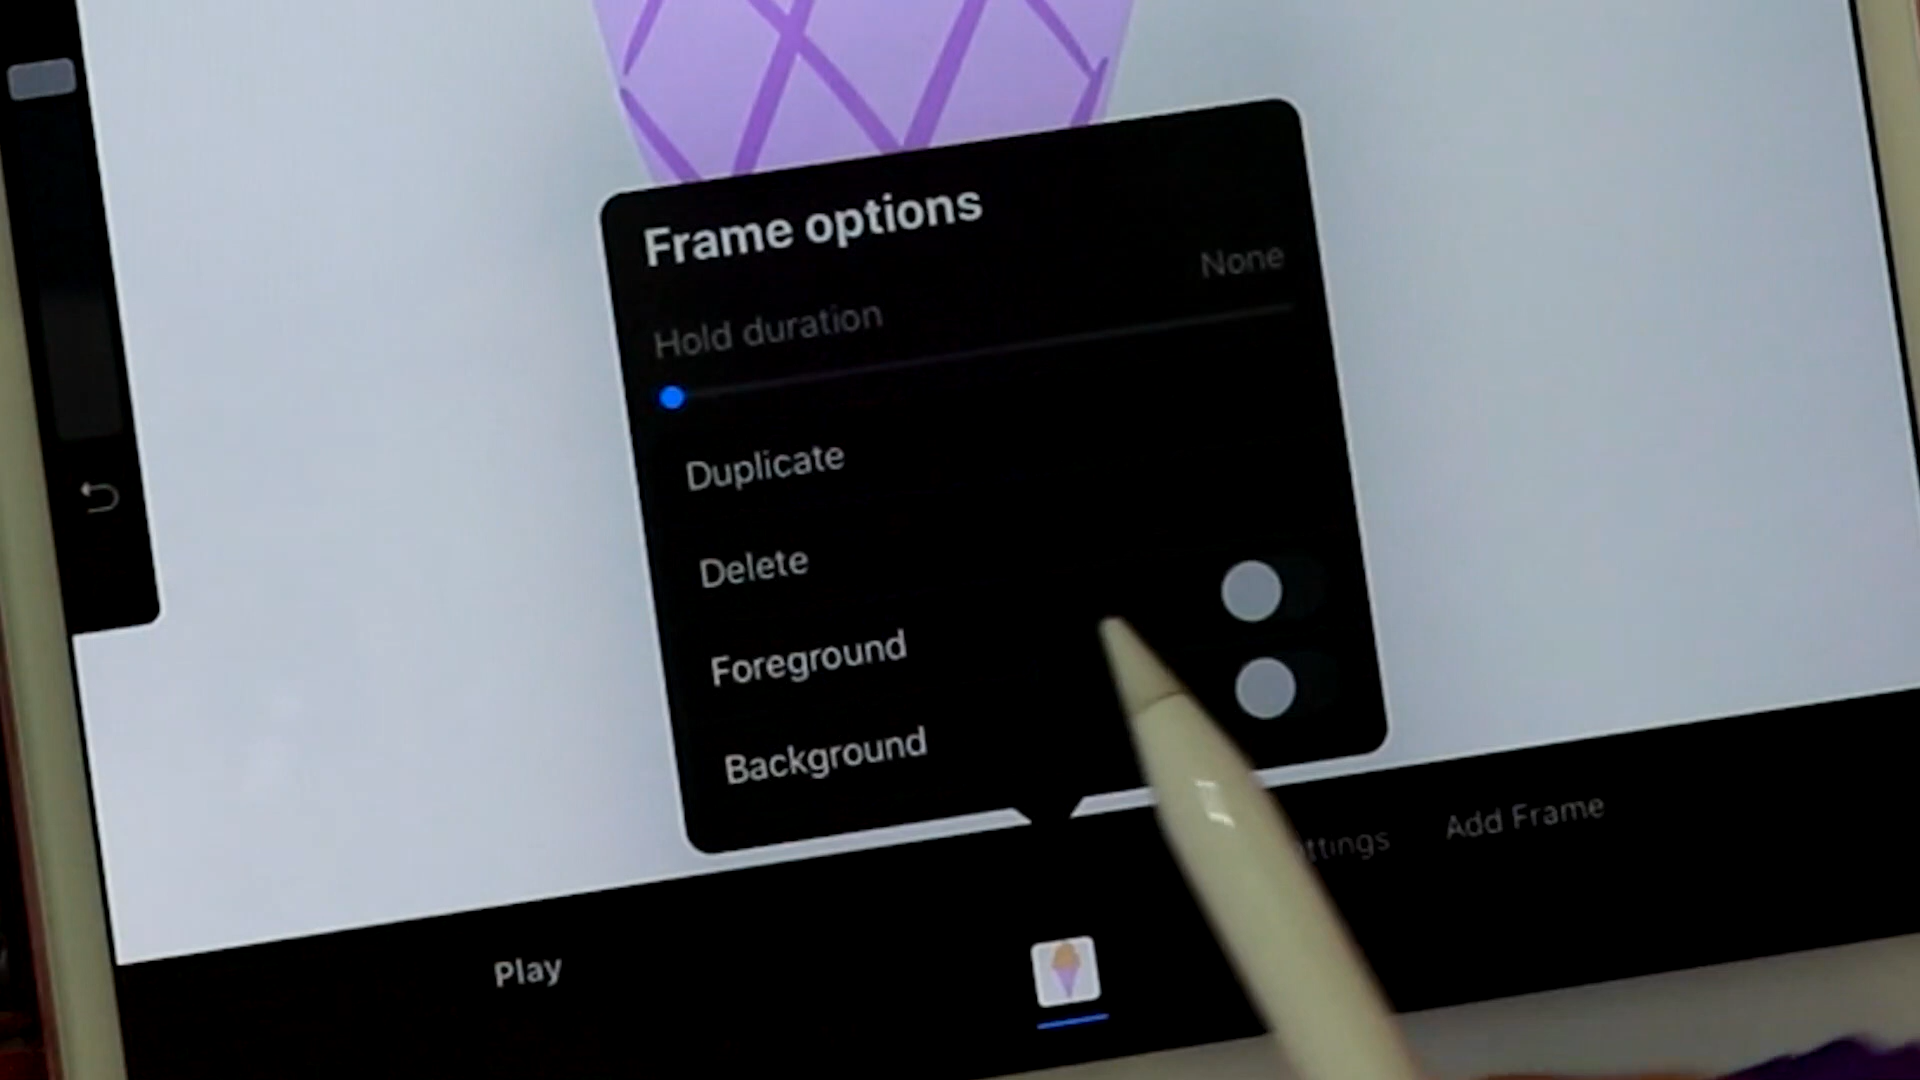 Frame options
Hold duration None
Duplicate
Delete
Foreground
Background
Add Frame
Play